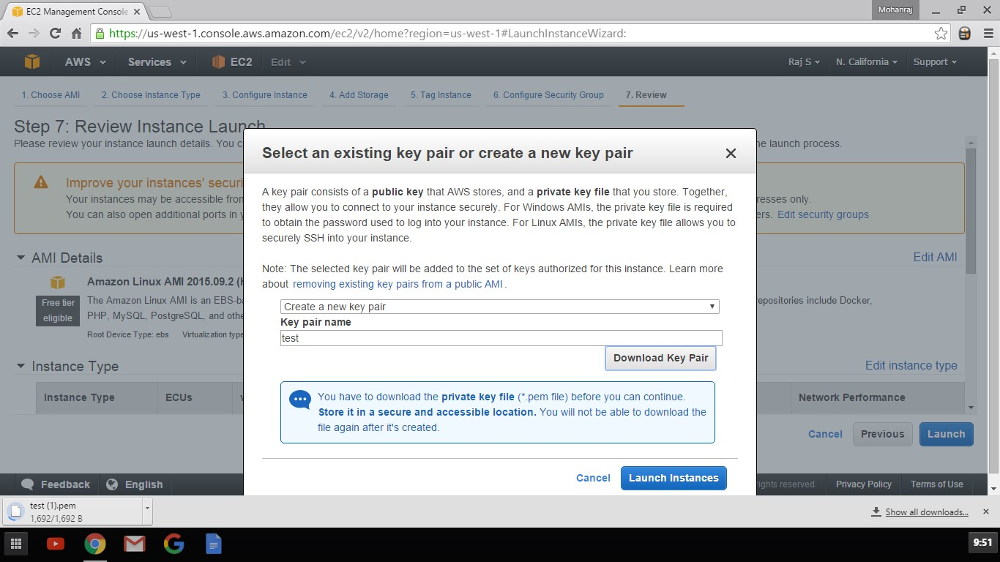 EC2 Management Console
Mohanraj
https://us-west-1.console.aws.amazon.com/ec2/v2/home?region=us-west-1#LaunchInstanceWizard:
AWS Services EC2 Edit Raj S N. California Support
1. Choose AMI 2. Choose Instance Type 3. Configure Instance 4. Add Storage 5. Tag Instance 6. Configure Security Group 7. Review
Step 7: Review Instance Launch
Please review your instance launch details. You c he launch process.
Select an existing key pair or create a new key pair
Improve your instances' securi
Your instances may be accessible from resses only.
You can also open additional ports in y ers. Edit security groups
A key pair consists of a public key that AWS stores, and a private key file that you store. Together,
they allow you to connect to your instance securely. For Windows AMIs, the private key file is required
to obtain the password used to log into your instance. For Linux AMIs, the private key file allows you to
securely SSH into your instance.
Note: The selected key pair will be added to the set of keys authorized for this instance. Learn more
about removing existing key pairs from a public AMI.
AMI Details Edit AMI
Amazon Linux AMI 2015.09.2 (H
Free tier
eligible
The Amazon Linux AMI is an EBS-ba epositories include Docker,
PHP, MySQL, PostgreSQL, and othe
Root Device Type: ebs Virtualization type
Create a new key pair
Key pair name
test
Download Key Pair
Instance Type Edit instance type
Instance Type ECUs v Network Performance
You have to download the private key file (*.pem file) before you can continue.
Store it in a secure and accessible location. You will not be able to download the
file again after it's created.
Cancel Previous Launch
Cancel Launch Instances
Feedback English ights reserved. Privacy Policy Terms of Use
test (1).pem
1,692/1,692 B
Show all downloads...
9:51